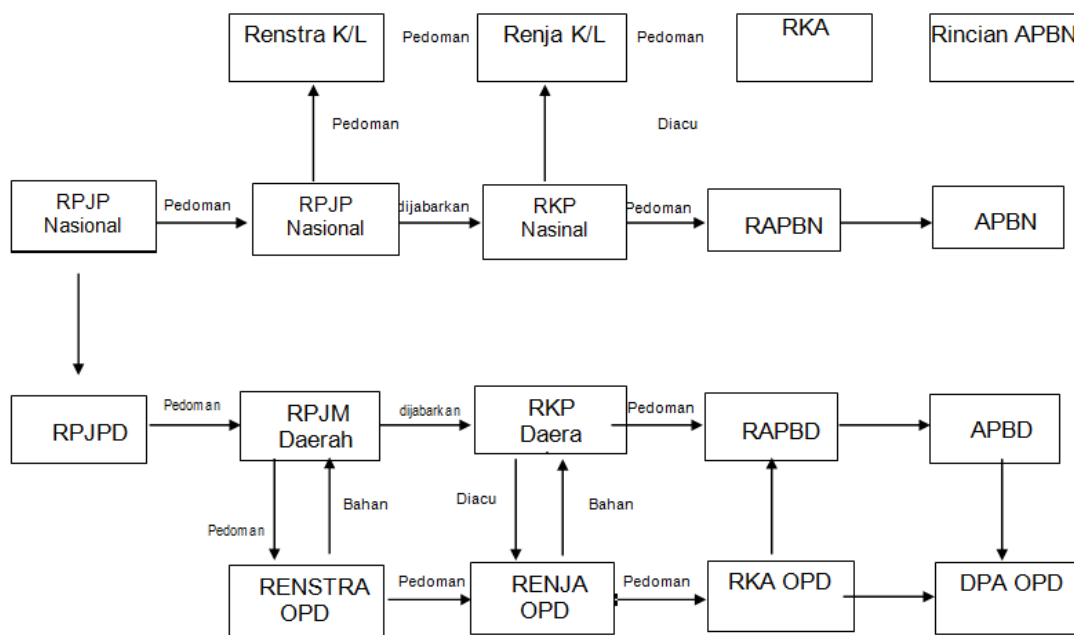 Renstra K/L
Pedoman
Renja K/L
Pedoman
RKA
Rincian APBN
Pedoman
Diacu
RPJP
Nasional
Pedoman
RPJP
Nasional
dijabarkan
RKP
Nasinal
Pedoman
RAPBN
APBN
RPJPD
Pedoman
RPJM
Daerah
dijabarkan
RKP
Daera
Pedoman
RAPBD
APBD
Pedoman
Bahan
Diacu
Bahan
RENSTRA
OPD
Pedoman
RENJA
OPD
Pedoman
RKA OPD
DPA OPD